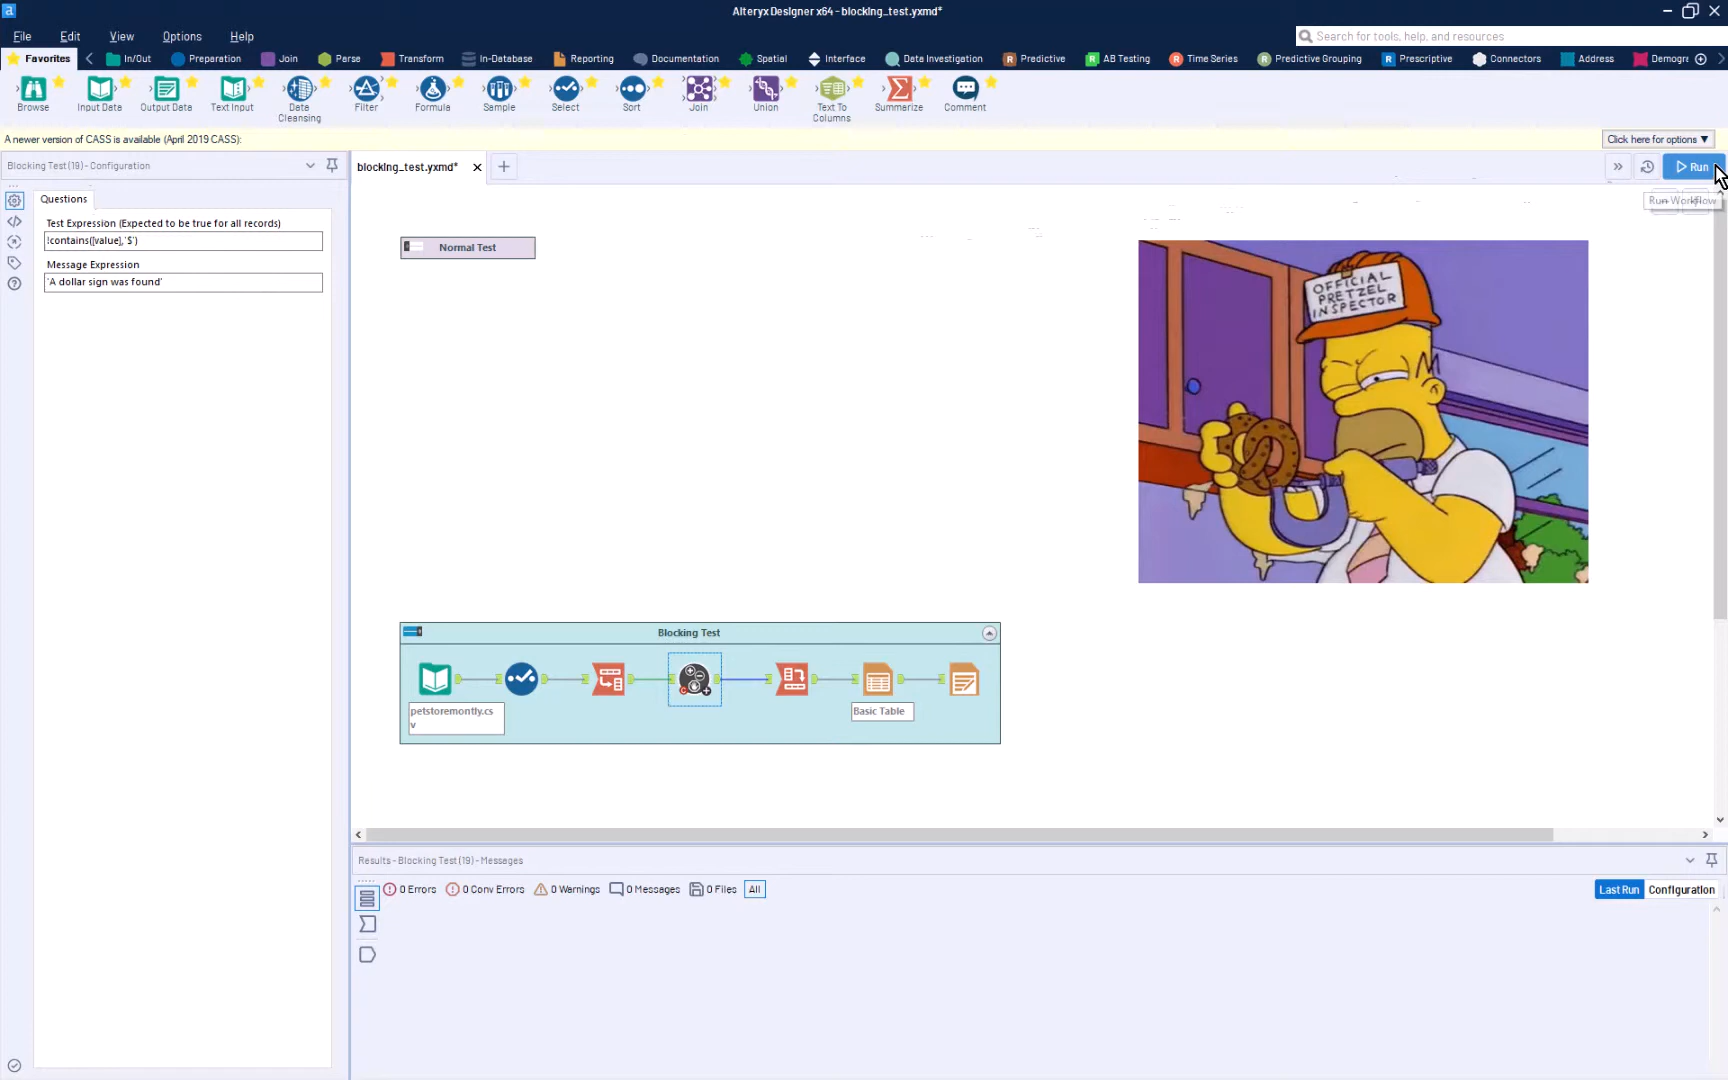 a
Alteryx Designer x64 - blocking_test.yxmd*
File Edit View Options Help
Search for tools, help, and resources
Favorites In/Out Preparation Join Parse Transform In-Database Reporting Documentation Spatial Interface Data Investigation Predictive AB Testing Time Series Predictive Grouping Prescriptive Connectors Address Demogr
Browse Input Data Output Data Text Input Data Cleansing Filter Formula Sample Select Sort Join Union Text To Columns Summarize Comment
A newer version of CASS is available (April 2019 CASS):
Click here for options ▼
Blocking Test (19) - Configuration
blocking_test.yxmd*
Run
Run Workflow
Questions
Test Expression (Expected to be true for all records)
!contains([value],'$')
Message Expression
'A dollar sign was found'
Normal Test
OFFICIAL
PRETZEL
INSPECTOR
Blocking Test
petstoremontly.cs
v
Basic Table
Results - Blocking Test (19) - Messages
0 Errors 0 Conv Errors 0 Warnings 0 Messages 0 Files All
Last Run Configuration